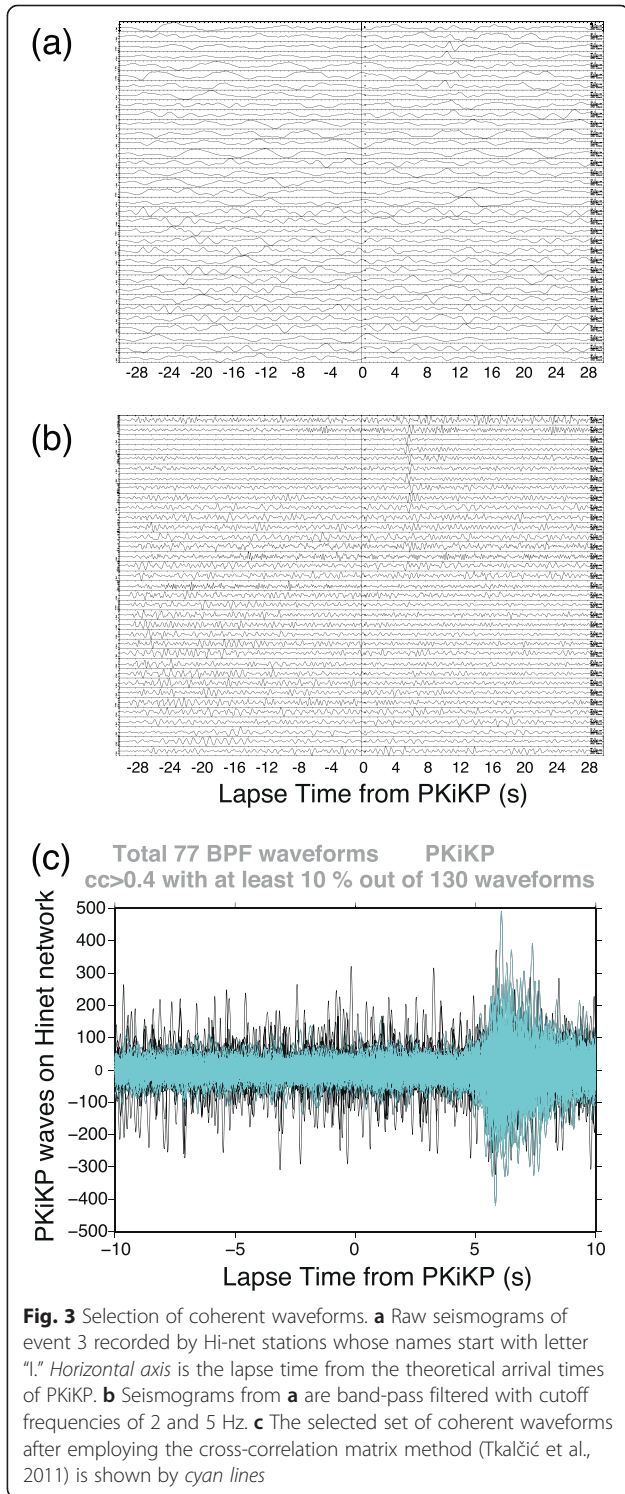 (a)
-28 -24 -20 -16 -12 -8 -4 0 4 8 12 16 20 24 28
(b)
-28 -24 -20 -16 -12 -8 -4 0 4 8 12 16 20 24 28
Lapse Time from PKiKP (s)
(c)
Total 77 BPF waveforms PKiKP
cc>0.4 with at least 10 % out of 130 waveforms
PKiKP waves on Hinet network
500
400
300
200
100
0
−100
−200
−300
−400
−500
−10 −5 0 5 10
Lapse Time from PKiKP (s)
Fig. 3 Selection of coherent waveforms. a Raw seismograms of
event 3 recorded by Hi-net stations whose names start with letter
“I.” Horizontal axis is the lapse time from the theoretical arrival times
of PKiKP. b Seismograms from a are band-pass filtered with cutoff
frequencies of 2 and 5 Hz. c The selected set of coherent waveforms
after employing the cross-correlation matrix method (Tkalčić et al.,
2011) is shown by cyan lines